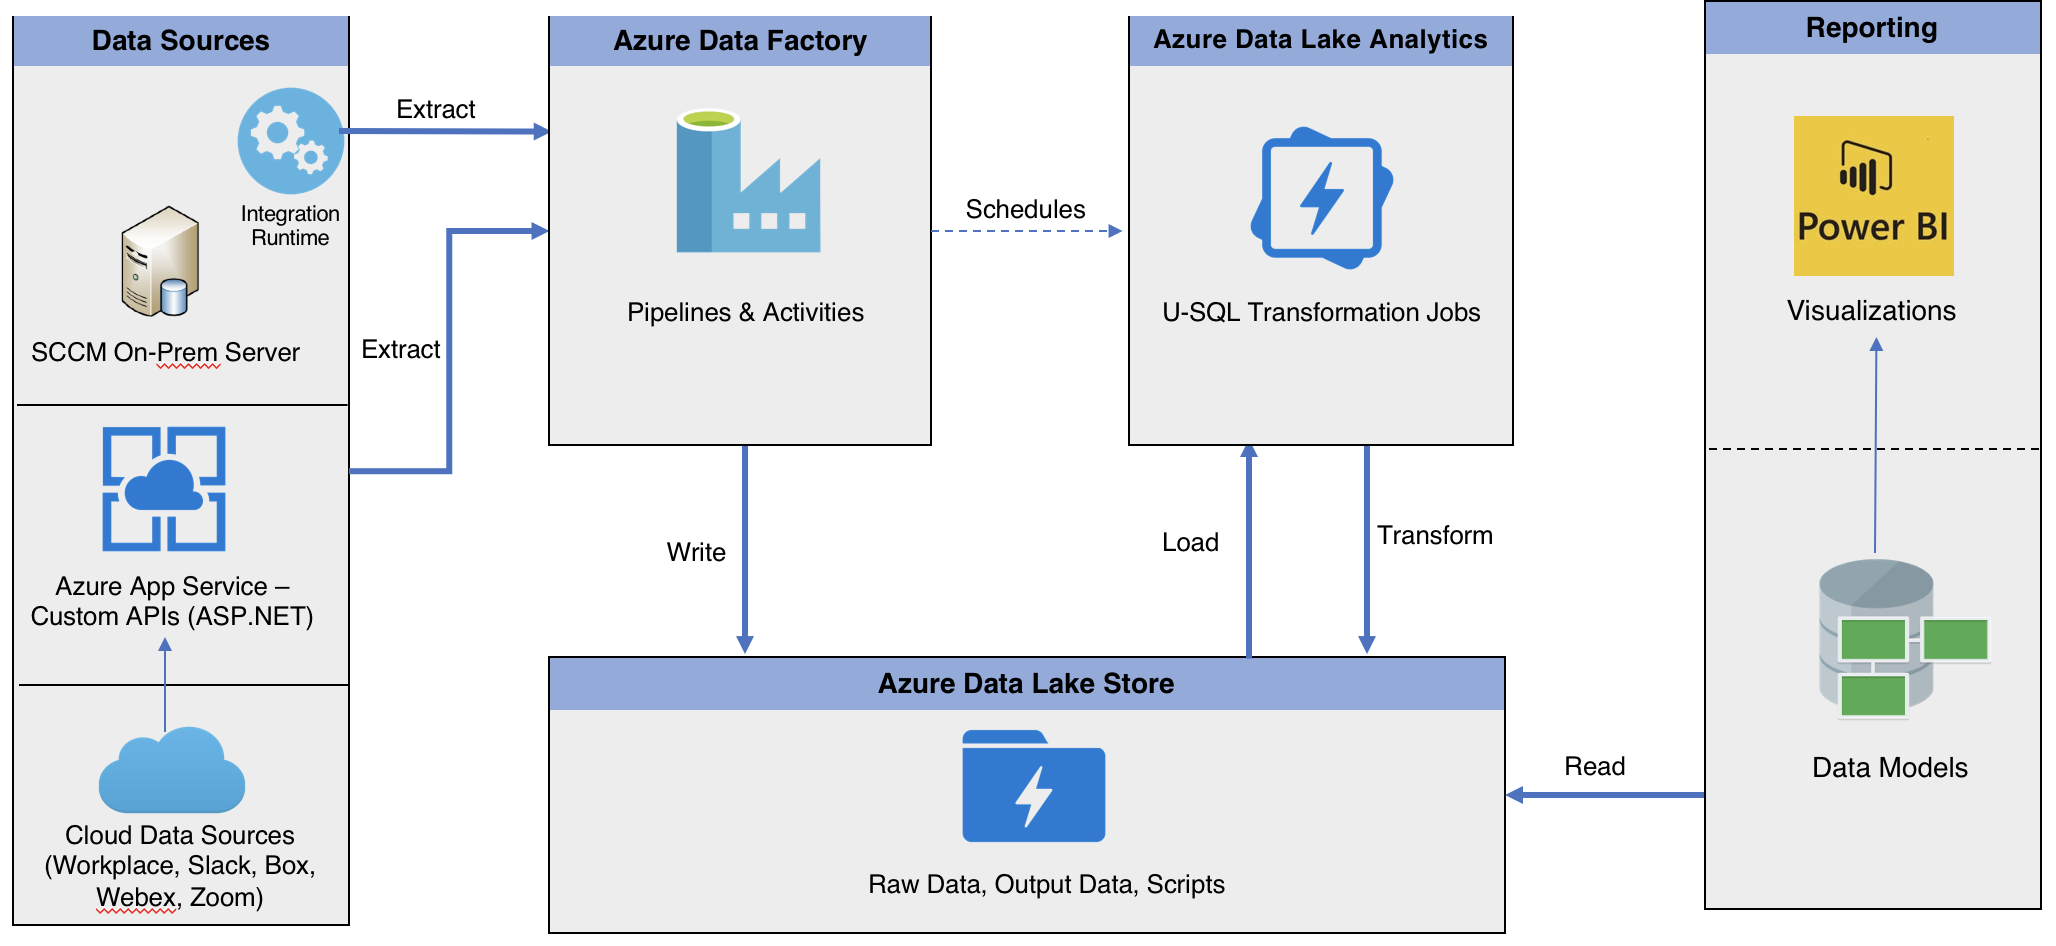 Data Sources
Integration
Runtime
SCCM On-Prem Server
Azure App Service –
Custom APIs (ASP.NET)
Cloud Data Sources
(Workplace, Slack, Box,
Webex, Zoom)
Extract
Extract
Azure Data Factory
Pipelines & Activities
Schedules
Azure Data Lake Analytics
U-SQL Transformation Jobs
Write
Load
Transform
Azure Data Lake Store
Raw Data, Output Data, Scripts
Read
Reporting
Power BI
Visualizations
Data Models